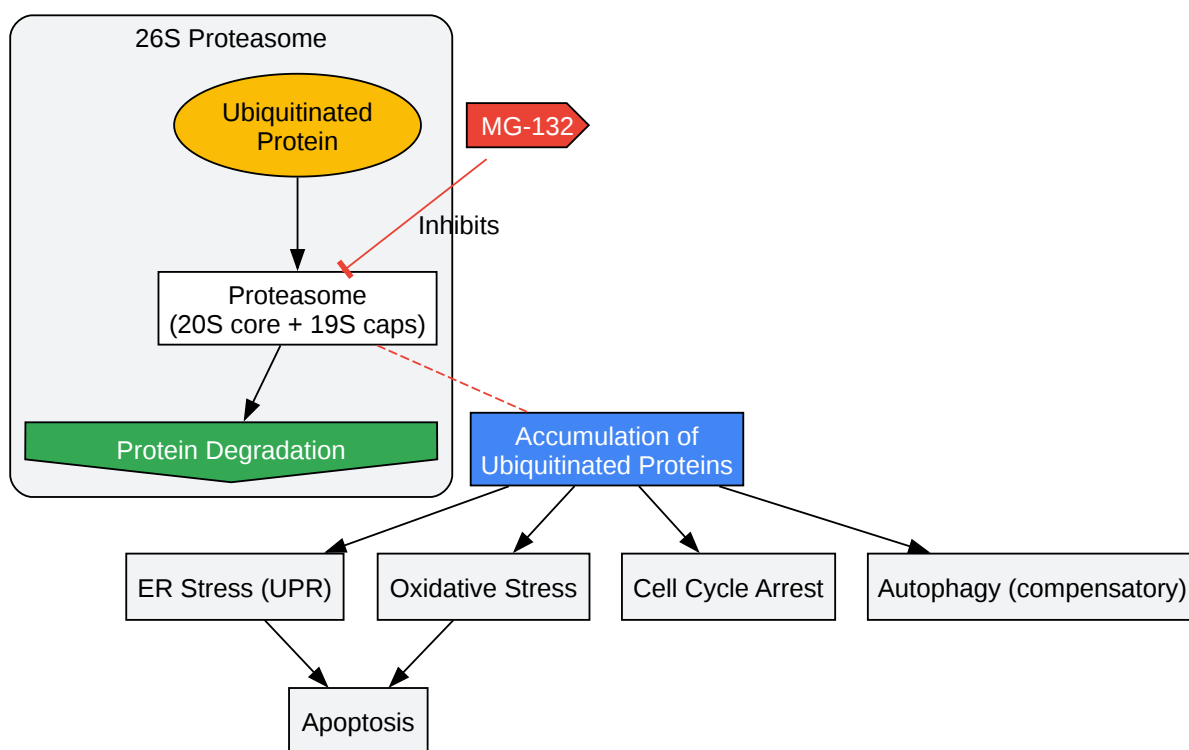 26S Proteasome
Ubiquitinated
Protein
MG-132
Inhibits
Proteasome
(20S core + 19S caps)
Protein Degradation
Accumulation of
Ubiquitinated Proteins
ER Stress (UPR)
Oxidative Stress
Cell Cycle Arrest
Autophagy (compensatory)
Apoptosis